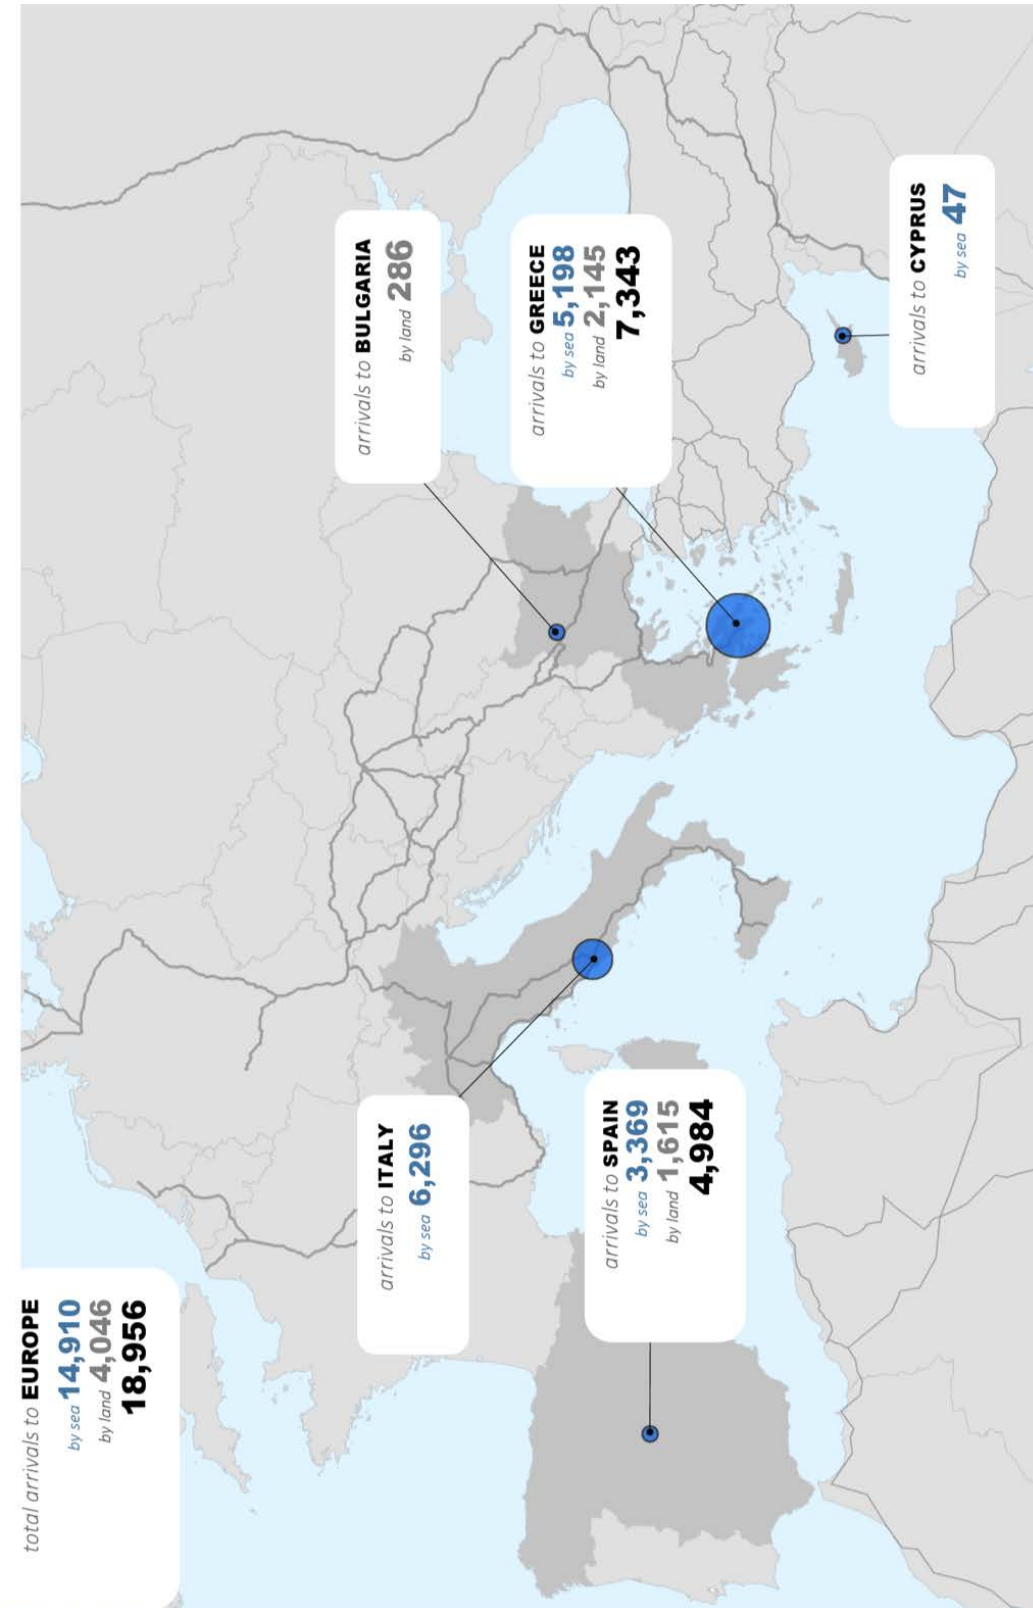 total arrivals to EUROPE
by sea 14,910
by land 4,046
18,956
arrivals to ITALY
by sea 6,296
arrivals to SPAIN
by sea 3,369
by land 1,615
4,984
arrivals to BULGARIA
by land 286
arrivals to GREECE
by sea 5,198
by land 2,145
7,343
arrivals to CYPRUS
by sea 47